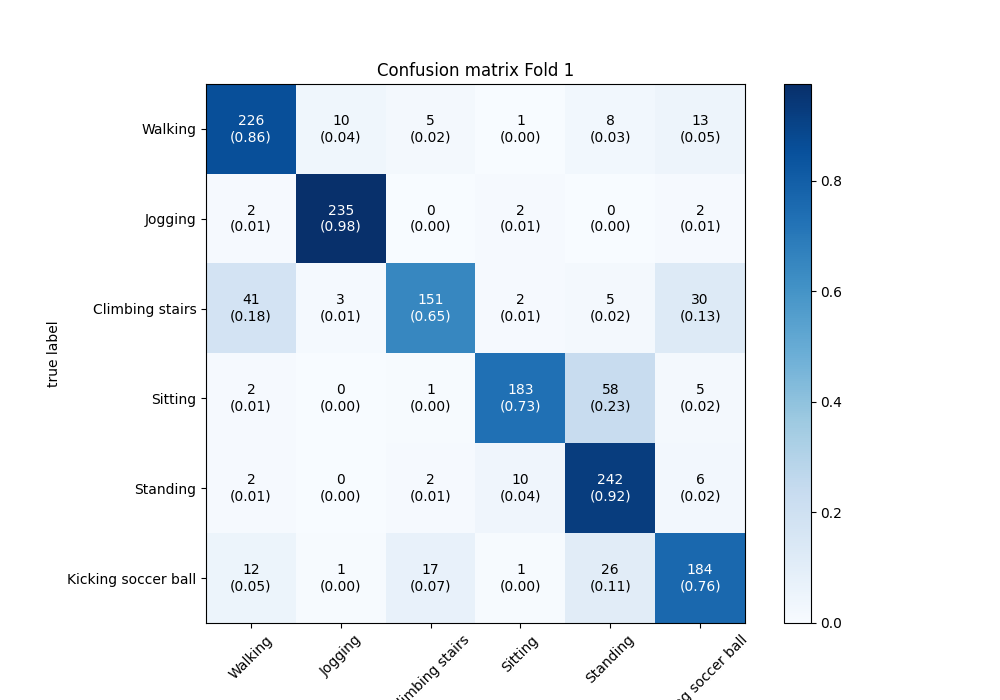 Confusion matrix Fold 1
true label
Walking
226 10 5 1 8 13
(0.86) (0.04) (0.02) (0.00) (0.03) (0.05)
Jogging
2 235 0 2 0 2
(0.01) (0.98) (0.00) (0.01) (0.00) (0.01)
Climbing stairs
41 3 151 2 5 30
(0.18) (0.01) (0.65) (0.01) (0.02) (0.13)
Sitting
2 0 1 183 58 5
(0.01) (0.00) (0.00) (0.73) (0.23) (0.02)
Standing
2 0 2 10 242 6
(0.01) (0.00) (0.01) (0.04) (0.92) (0.02)
Kicking soccer ball
12 1 17 1 26 184
(0.05) (0.00) (0.07) (0.00) (0.11) (0.76)
Walking
Jogging
limbing stairs
Sitting
Standing
g soccer ball
0.8
0.6
0.4
0.2
0.0